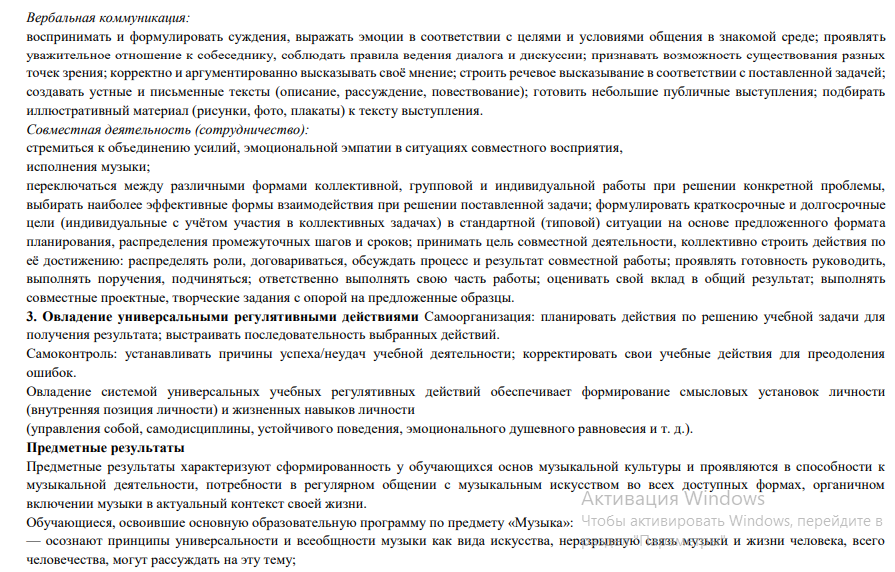 Вербальная коммуникация:
воспринимать и формулировать суждения, выражать эмоции в соответствии с целями и условиями общения в знакомой среде; проявлять
уважительное отношение к собеседнику, соблюдать правила ведения диалога и дискуссии; признавать возможность существования разных
точек зрения; корректно и аргументированно высказывать своё мнение; строить речевое высказывание в соответствии с поставленной задачей;
создавать устные и письменные тексты (описание, рассуждение, повествование); готовить небольшие публичные выступления; подбирать
иллюстративный материал (рисунки, фото, плакаты) к тексту выступления.
Совместная деятельность (сотрудничество):
стремиться к объединению усилий, эмоциональной эмпатии в ситуациях совместного восприятия,
исполнения музыки;
переключаться между различными формами коллективной, групповой и индивидуальной работы при решении конкретной проблемы,
выбирать наиболее эффективные формы взаимодействия при решении поставленной задачи; формулировать краткосрочные и долгосрочные
цели (индивидуальные с учётом участия в коллективных задачах) в стандартной (типовой) ситуации на основе предложенного формата
планирования, распределения промежуточных шагов и сроков; принимать цель совместной деятельности, коллективно строить действия по
её достижению: распределять роли, договариваться, обсуждать процесс и результат совместной работы; проявлять готовность руководить,
выполнять поручения, подчиняться; ответственно выполнять свою часть работы; оценивать свой вклад в общий результат; выполнять
совместные проектные, творческие задания с опорой на предложенные образцы.
3. Овладение универсальными регулятивными действиями Самоорганизация: планировать действия по решению учебной задачи для
получения результата; выстраивать последовательность выбранных действий.
Самоконтроль: устанавливать причины успеха/неудач учебной деятельности; корректировать свои учебные действия для преодоления
ошибок.
Овладение системой универсальных учебных регулятивных действий обеспечивает формирование смысловых установок личности
(внутренняя позиция личности) и жизненных навыков личности
(управления собой, самодисциплины, устойчивого поведения, эмоционального душевного равновесия и т. д.).
Предметные результаты
Предметные результаты характеризуют сформированность у обучающихся основ музыкальной культуры и проявляются в способности к
музыкальной деятельности, потребности в регулярном общении с музыкальным искусством во всех доступных формах, органичном
включении музыки в актуальный контекст своей жизни.
Активация Windows
Обучающиеся, освоившие основную образовательную программу по предмету «Музыка»:
Чтобы активировать Windows, перейдите в
— осознают принципы универсальности и всеобщности музыки как вида искусства, неразрывную связь музыки и жизни человека, всего
человечества, могут рассуждать на эту тему;